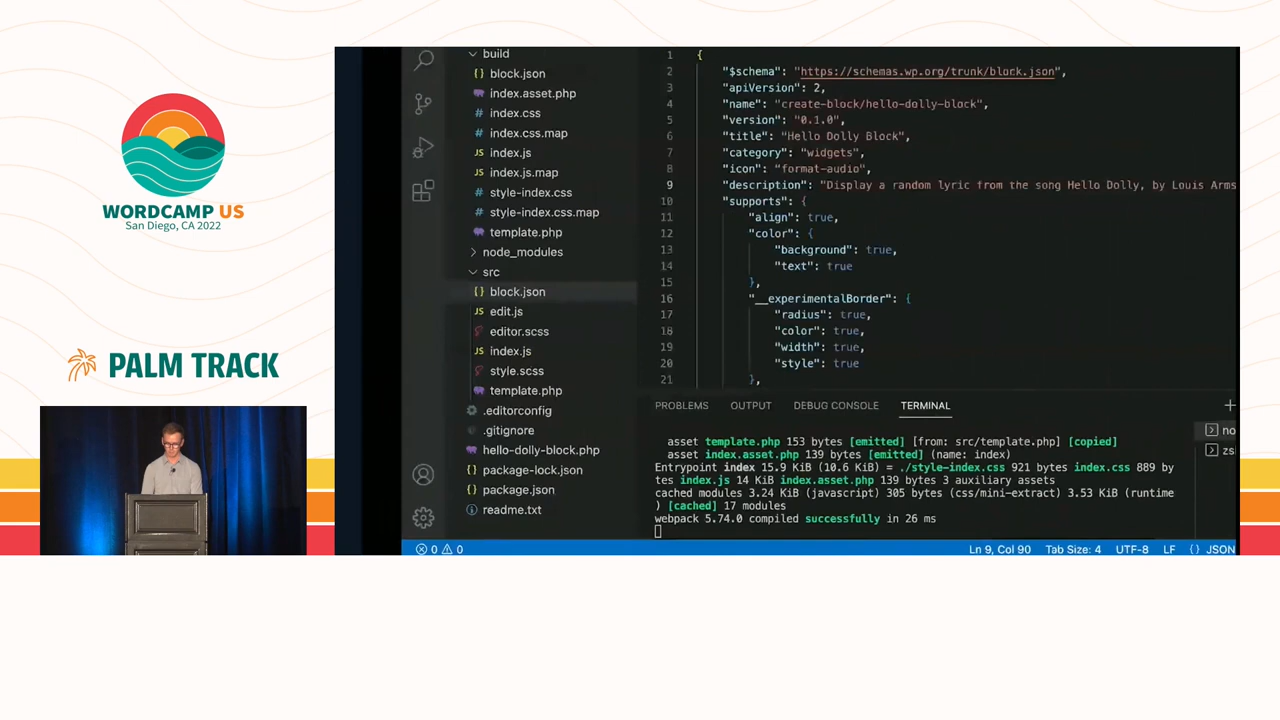 WORDCAMP US
San Diego, CA 2022
PALM TRACK
build
block.json
index.asset.php
index.css
index.css.map
index.js
index.js.map
style-index.css
style-index.css.map
template.php
node_modules
src
block.json
edit.js
editor.scss
index.js
style.scss
template.php
.editorconfig
.gitignore
hello-dolly-block.php
package-lock.json
package.json
readme.txt
1 {
2 "$schema": "https://schemas.wp.org/trunk/block.json",
3 "apiVersion": 2,
4 "name": "create-block/hello-dolly-block",
5 "version": "0.1.0",
6 "title": "Hello Dolly Block",
7 "category": "widgets",
8 "icon": "format-audio",
9 "description": "Display a random lyric from the song Hello Dolly, by Louis Arms
10 "supports": {
11 "align": true,
12 "color": {
13 "background": true,
14 "text": true
15 },
16 "__experimentalBorder": {
17 "radius": true,
18 "color": true,
19 "width": true,
20 "style": true
21 },
PROBLEMS OUTPUT DEBUG CONSOLE TERMINAL
asset template.php 153 bytes [emitted] [from: src/template.php] [copied]
asset index.asset.php 139 bytes [emitted] (name: index)
Entrypoint index 15.9 KiB (10.6 KiB) = ./style-index.css 921 bytes index.css 889 by
tes index.js 14 KiB index.asset.php 139 bytes 3 auxiliary assets
cached modules 3.24 KiB (javascript) 305 bytes (css/mini-extract) 3.53 KiB (runtime
) [cached] 17 modules
webpack 5.74.0 compiled successfully in 26 ms
no
zs
0 0 Ln 9, Col 90 Tab Size: 4 UTF-8 LF {} JSON